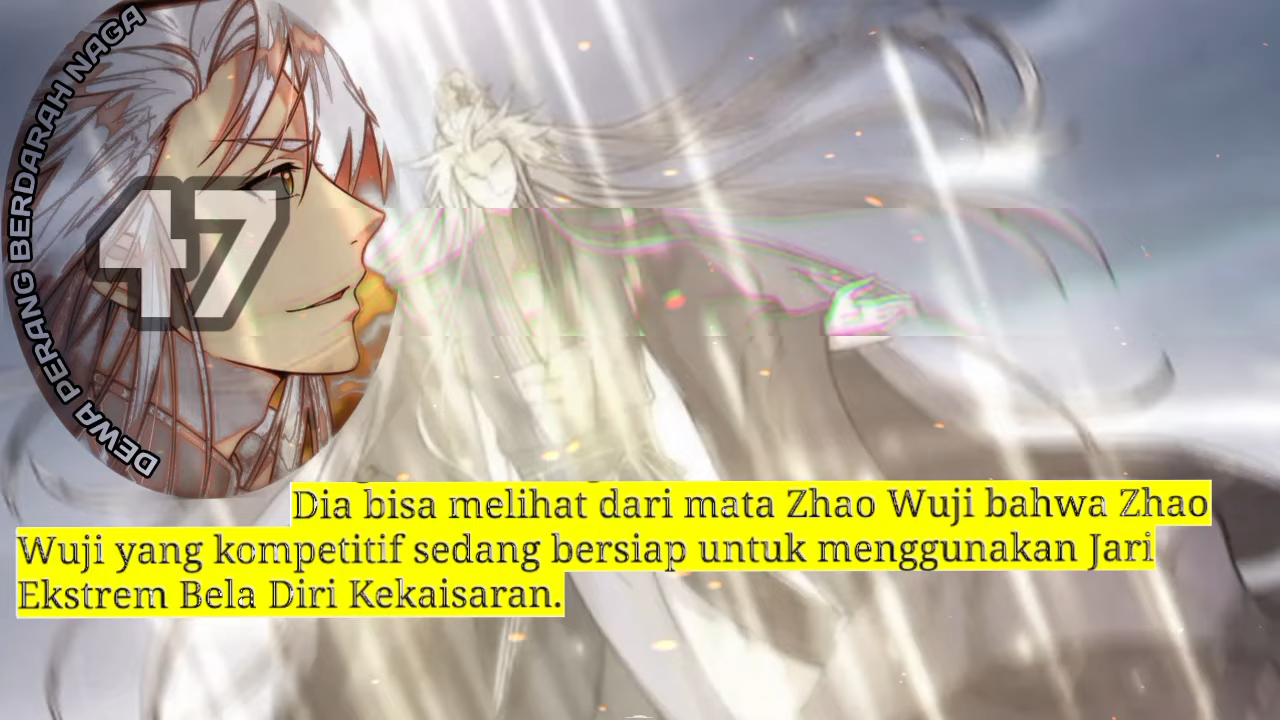 DEWA PERANG BERDARAH NAGA
47
Dia bisa melihat dari mata Zhao Wuji bahwa Zhao
Wuji yang kompetitif sedang bersiap untuk menggunakan Jari
Ekstrem Bela Diri Kekaisaran.